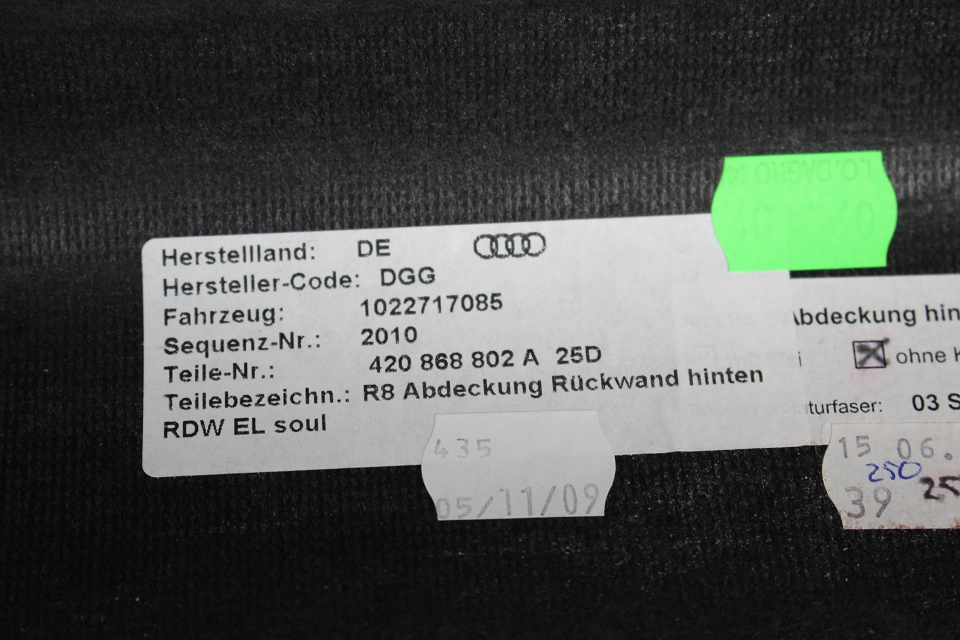 Herstellland: DE
Hersteller-Code: DGG
Fahrzeug: 1022717085
Sequenz-Nr.: 2010
Teile-Nr.: 420 868 802 A 25D
Teilebezeichn.: R8 Abdeckung Rückwand hinten
RDW EL soul
435
05/11/09
Abdeckung hin
ohne K
turfaser: 03 S
15 06.
250
39 25